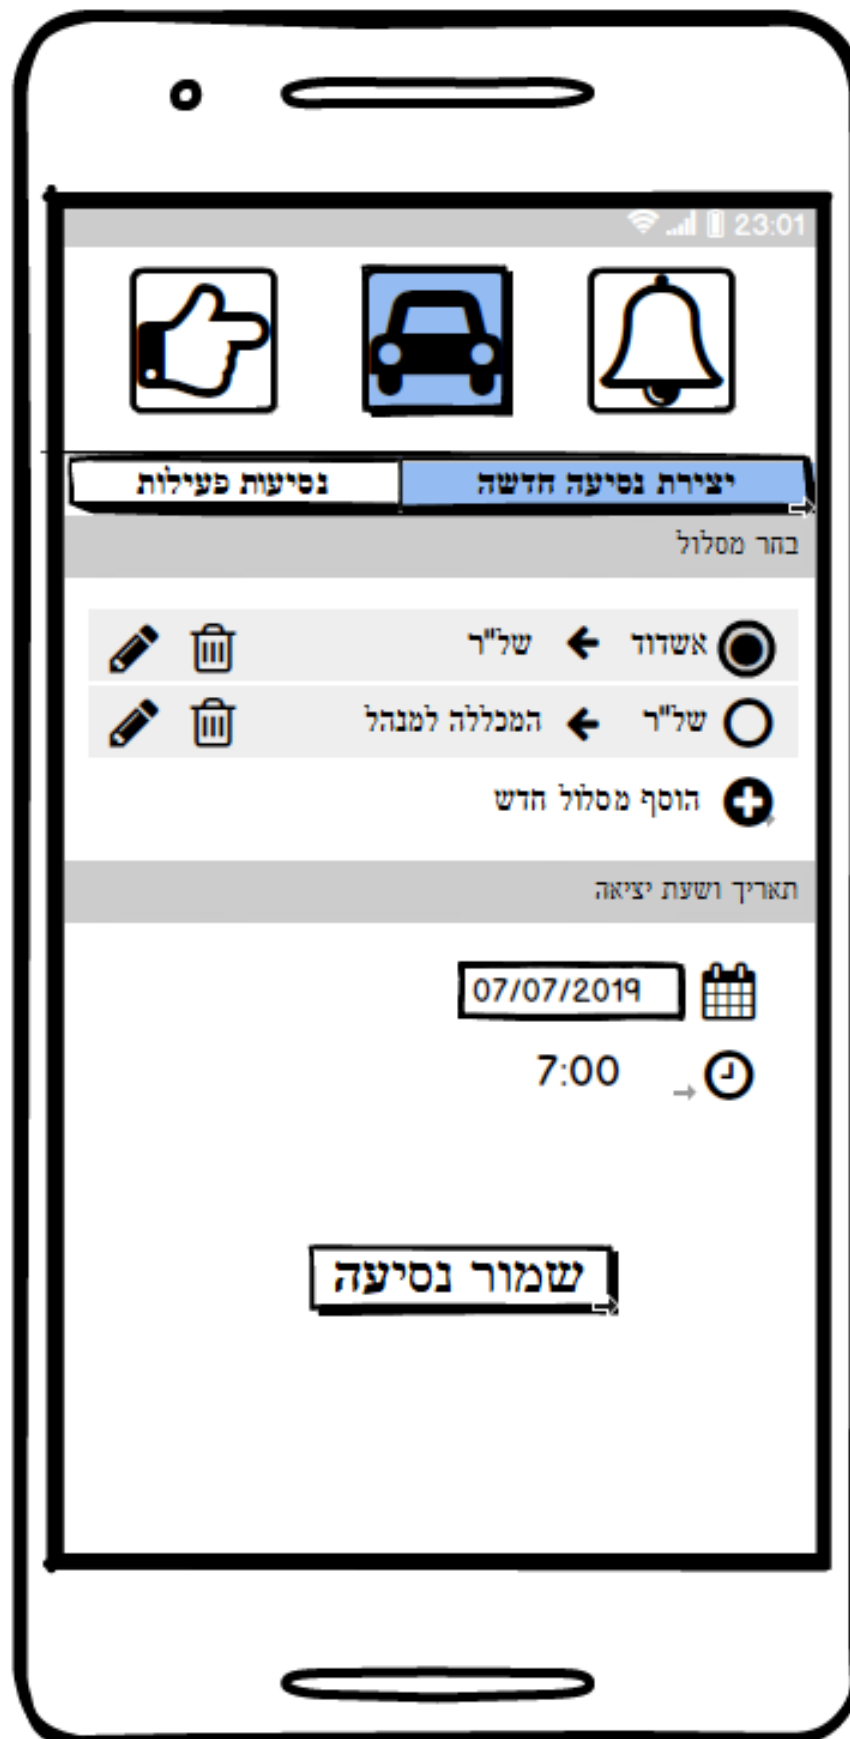 23:01
יצירת נסיעה חדשה נסיעות פעילות
בחר מסלול
אשדוד של"ר
של"ר המכללה למנהל
הוסף מסלול חדש
תאריך ושעת יציאה
07/07/2019
7:00
שמור נסיעה